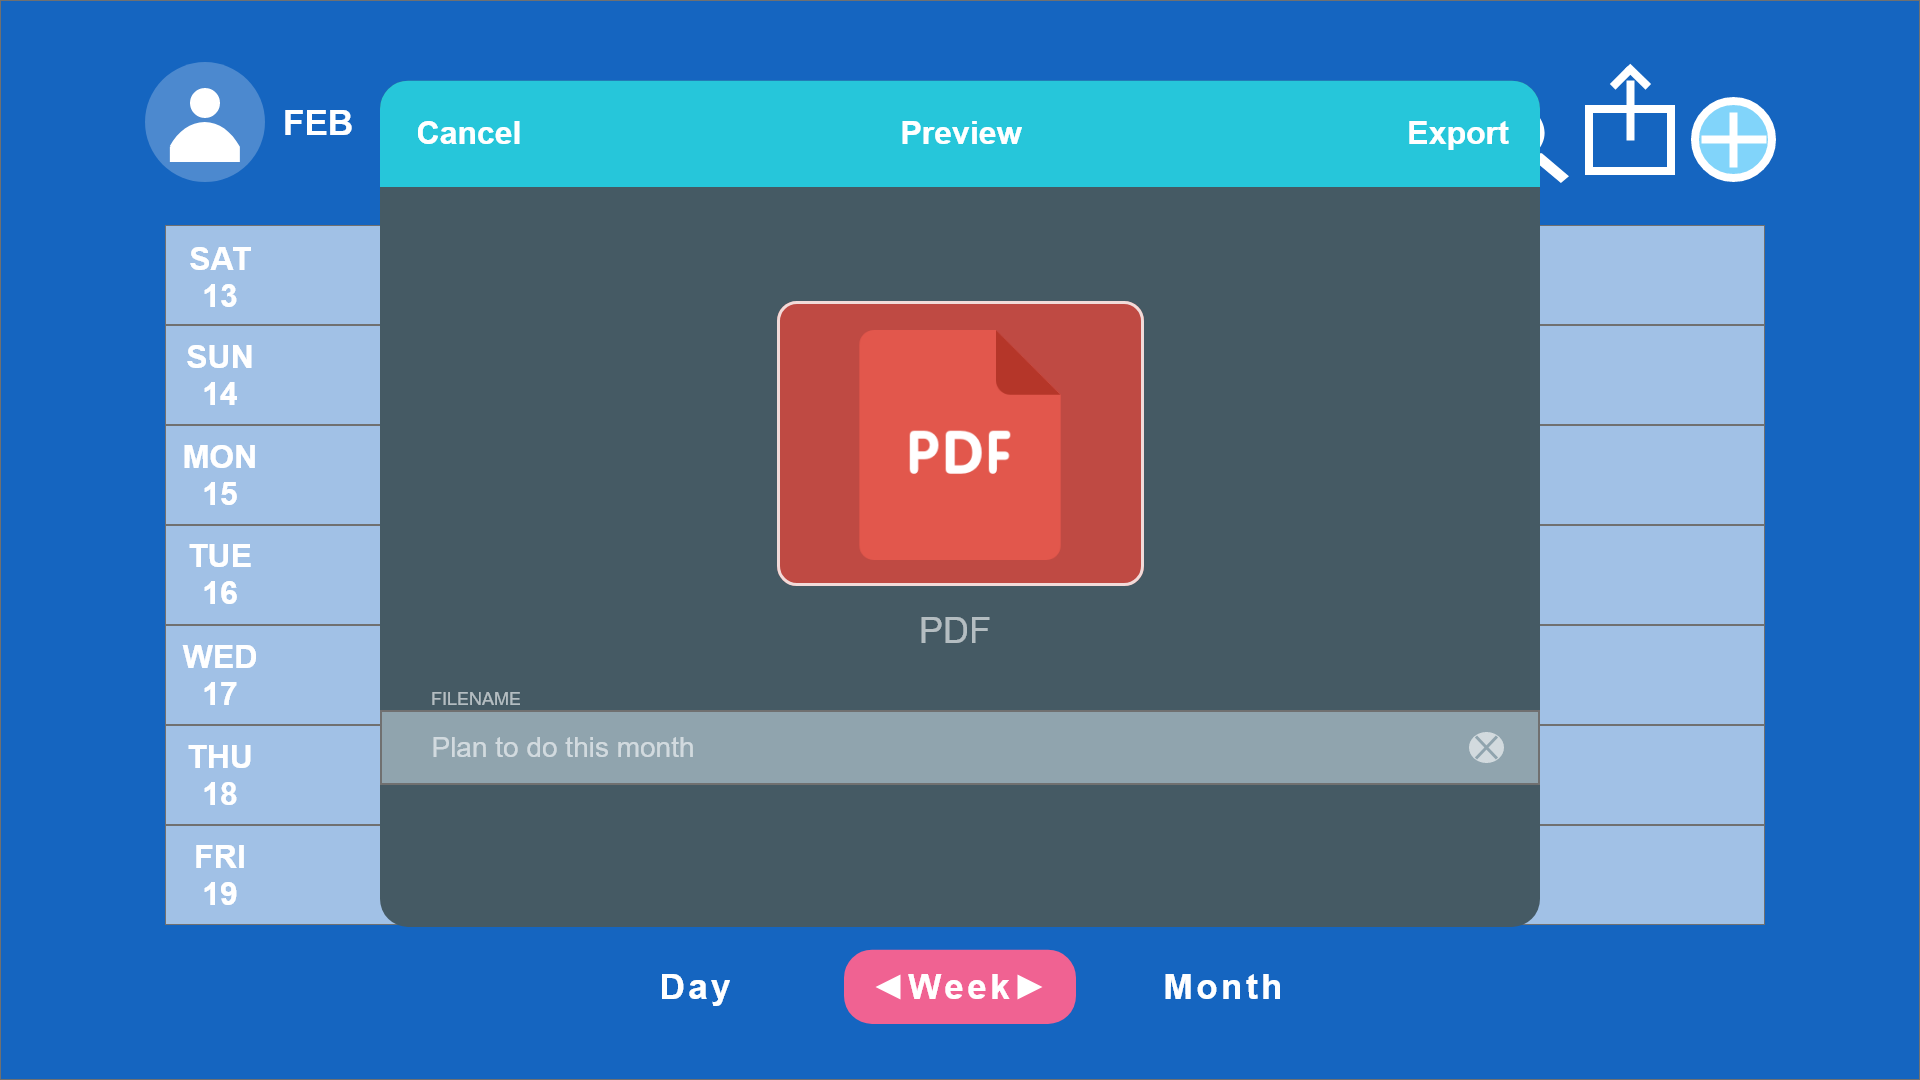 FEB
Cancel
Preview
Export
SAT
13
SUN
14
MON
15
TUE
16
WED
17
THU
18
FRI
19
PDF
PDF
FILENAME
Plan to do this month
Day
◀Week▶
Month